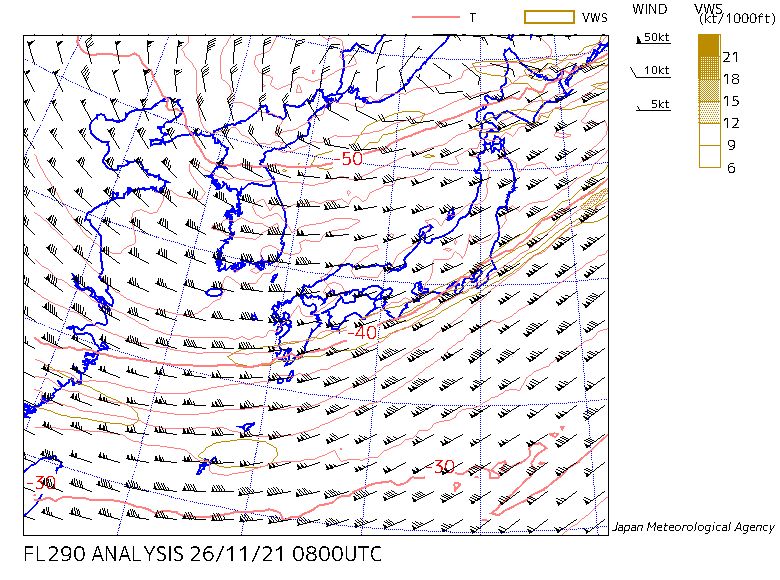 T VWS
WIND VWS
(kt/1000ft)
50kt
10kt
5kt
21
18
15
12
9
6
-50
-40
-30
-30
Japan Meteorological Agency
FL290 ANALYSIS 26/11/21 0800UTC